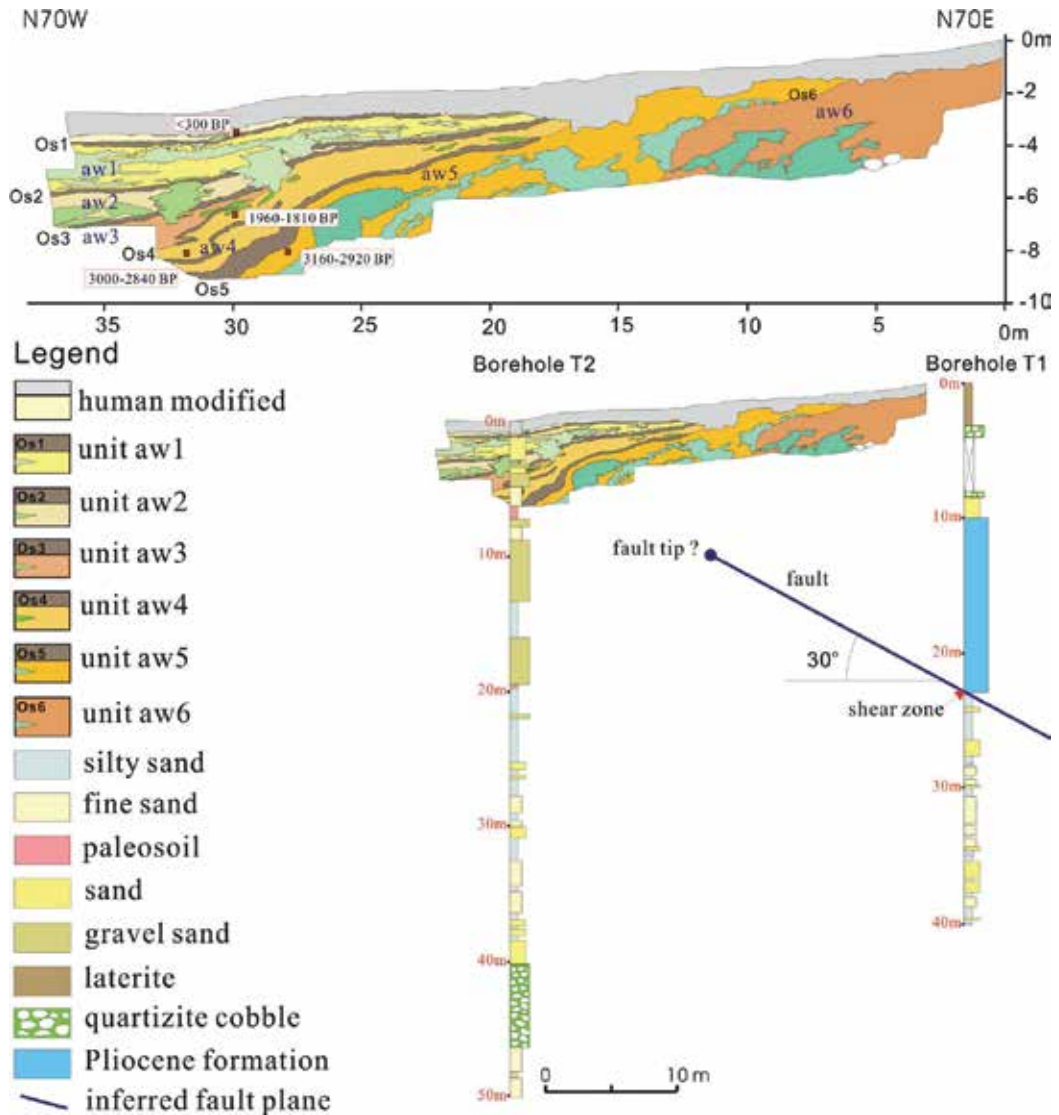 N70W
N70E
0m
-2
-4
-6
-8
-10
Os6
aw6
<300 BP
Os1
aw1
aw5
Os2
aw2
1960-1810 BP
Os3
aw3
Os4
aw4
3160-2920 BP
3000-2840 BP
Os5
35
30
25
20
15
10
5
0m
Legend
human modified
Os1
unit aw1
Os2
unit aw2
Os3
unit aw3
Os4
unit aw4
Os5
unit aw5
Os6
unit aw6
silty sand
fine sand
paleosoil
sand
gravel sand
laterite
quartizite cobble
Pliocene formation
inferred fault plane
Borehole T2
Borehole T1
0m
10m
20m
30m
40m
50m
0m
10m
20m
30m
40m
fault tip ?
fault
30°
shear zone
0
10 m